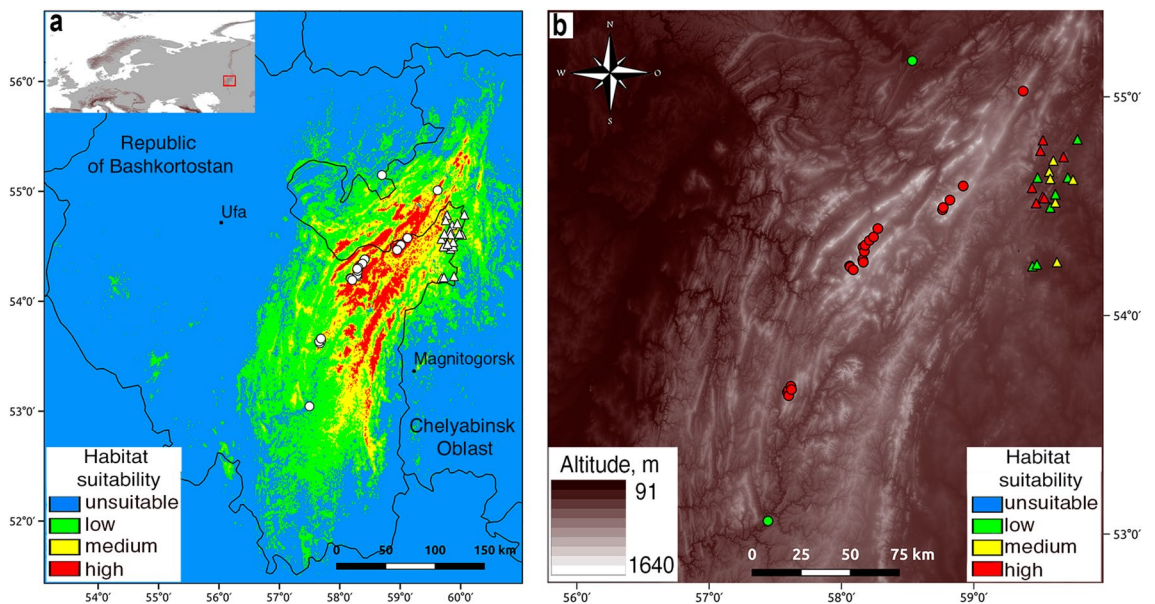 a
56°0'
55°0'
54°0'
53°0'
52°0'
Republic
of Bashkortostan
Ufa
Magnitogorsk
Chelyabinsk
Oblast
Habitat
suitability
unsuitable
low
medium
high
0 50 100 150 km
54°0' 55°0' 56°0' 57°0' 58°0' 59°0' 60°0'
b
N
W O
S
55°0'
54°0'
53°0'
Altitude, m
91
1640
0 25 50 75 km
Habitat
suitability
unsuitable
low
medium
high
56°0' 57°0' 58°0' 59°0'